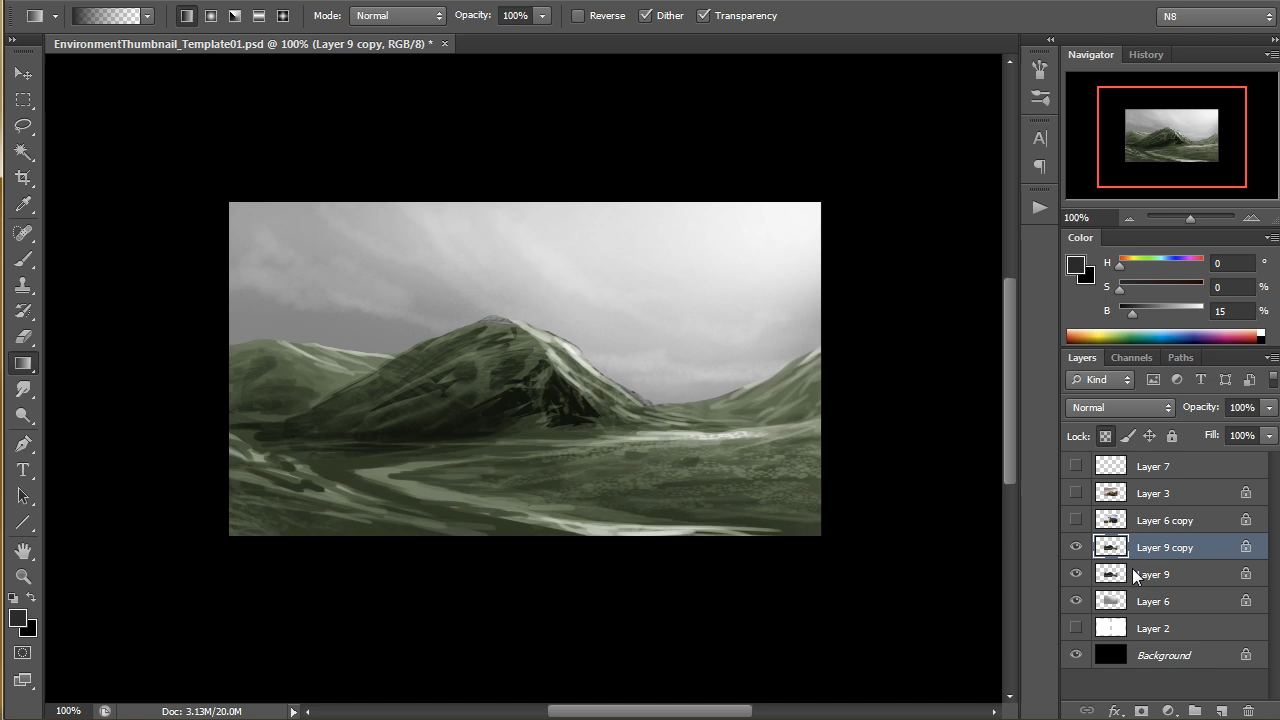 Mode: Normal Opacity: 100% Reverse Dither Transparency N8
EnvironmentThumbnail_Template01.psd @ 100% (Layer 9 copy, RGB/8) * ×
Navigator History
100%
Color
H 0 °
S 0 %
B 15 %
Layers Channels Paths
Kind
Normal Opacity: 100%
Lock: Fill: 100%
Layer 7
Layer 3
Layer 6 copy
Layer 9 copy
Layer 9
Layer 6
Layer 2
Background
100% Doc: 3.13M/20.0M